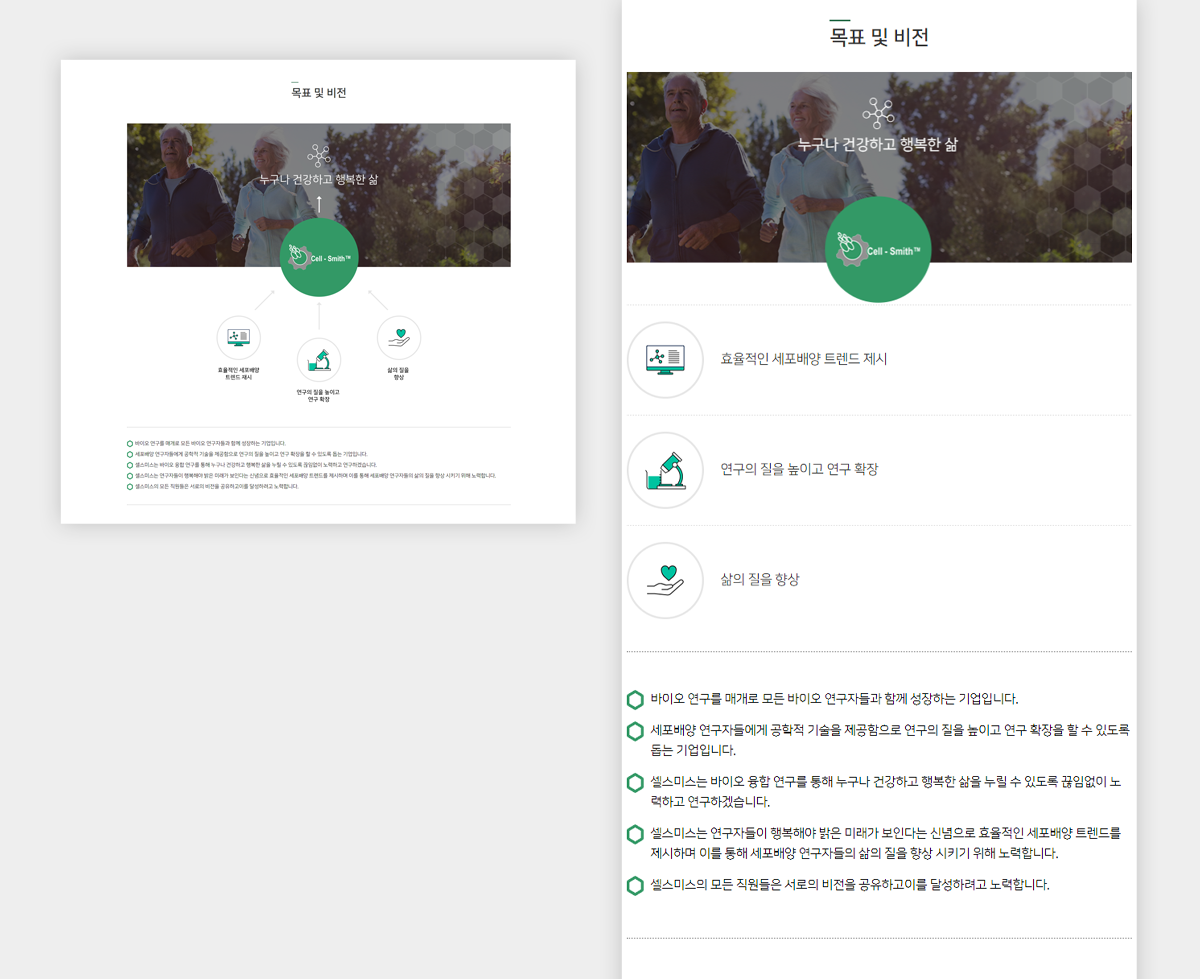 목표 및 비전
누구나 건강하고 행복한 삶
Cell - Smith™
효율적인 세포배양
트렌드 제시
연구의 질을 높이고
연구 확장
삶의 질을
향상
바이오 연구를 매개로 모든 바이오 연구자들과 함께 성장하는 기업입니다.
세포배양 연구자들에게 공학적 기술을 제공함으로 연구의 질을 높이고 연구 확장을 할 수 있도록 돕는 기업입니다.
셀스미스는 바이오 융합 연구를 통해 누구나 건강하고 행복한 삶을 누릴 수 있도록 끊임없이 노력하고 연구하겠습니다.
셀스미스는 연구자들이 행복해야 밝은 미래가 보인다는 신념으로 효율적인 세포배양 트렌드를 제시하며 이를 통해 세포배양 연구자들의 삶의 질을 향상 시키기 위해 노력합니다.
셀스미스의 모든 직원들은 서로의 비전을 공유하고이를 달성하려고 노력합니다.
목표 및 비전
누구나 건강하고 행복한 삶
Cell - Smith™
효율적인 세포배양 트렌드 제시
연구의 질을 높이고 연구 확장
삶의 질을 향상
바이오 연구를 매개로 모든 바이오 연구자들과 함께 성장하는 기업입니다.
세포배양 연구자들에게 공학적 기술을 제공함으로 연구의 질을 높이고 연구 확장을 할 수 있도록
돕는 기업입니다.
셀스미스는 바이오 융합 연구를 통해 누구나 건강하고 행복한 삶을 누릴 수 있도록 끊임없이 노
력하고 연구하겠습니다.
셀스미스는 연구자들이 행복해야 밝은 미래가 보인다는 신념으로 효율적인 세포배양 트렌드를
제시하며 이를 통해 세포배양 연구자들의 삶의 질을 향상 시키기 위해 노력합니다.
셀스미스의 모든 직원들은 서로의 비전을 공유하고이를 달성하려고 노력합니다.